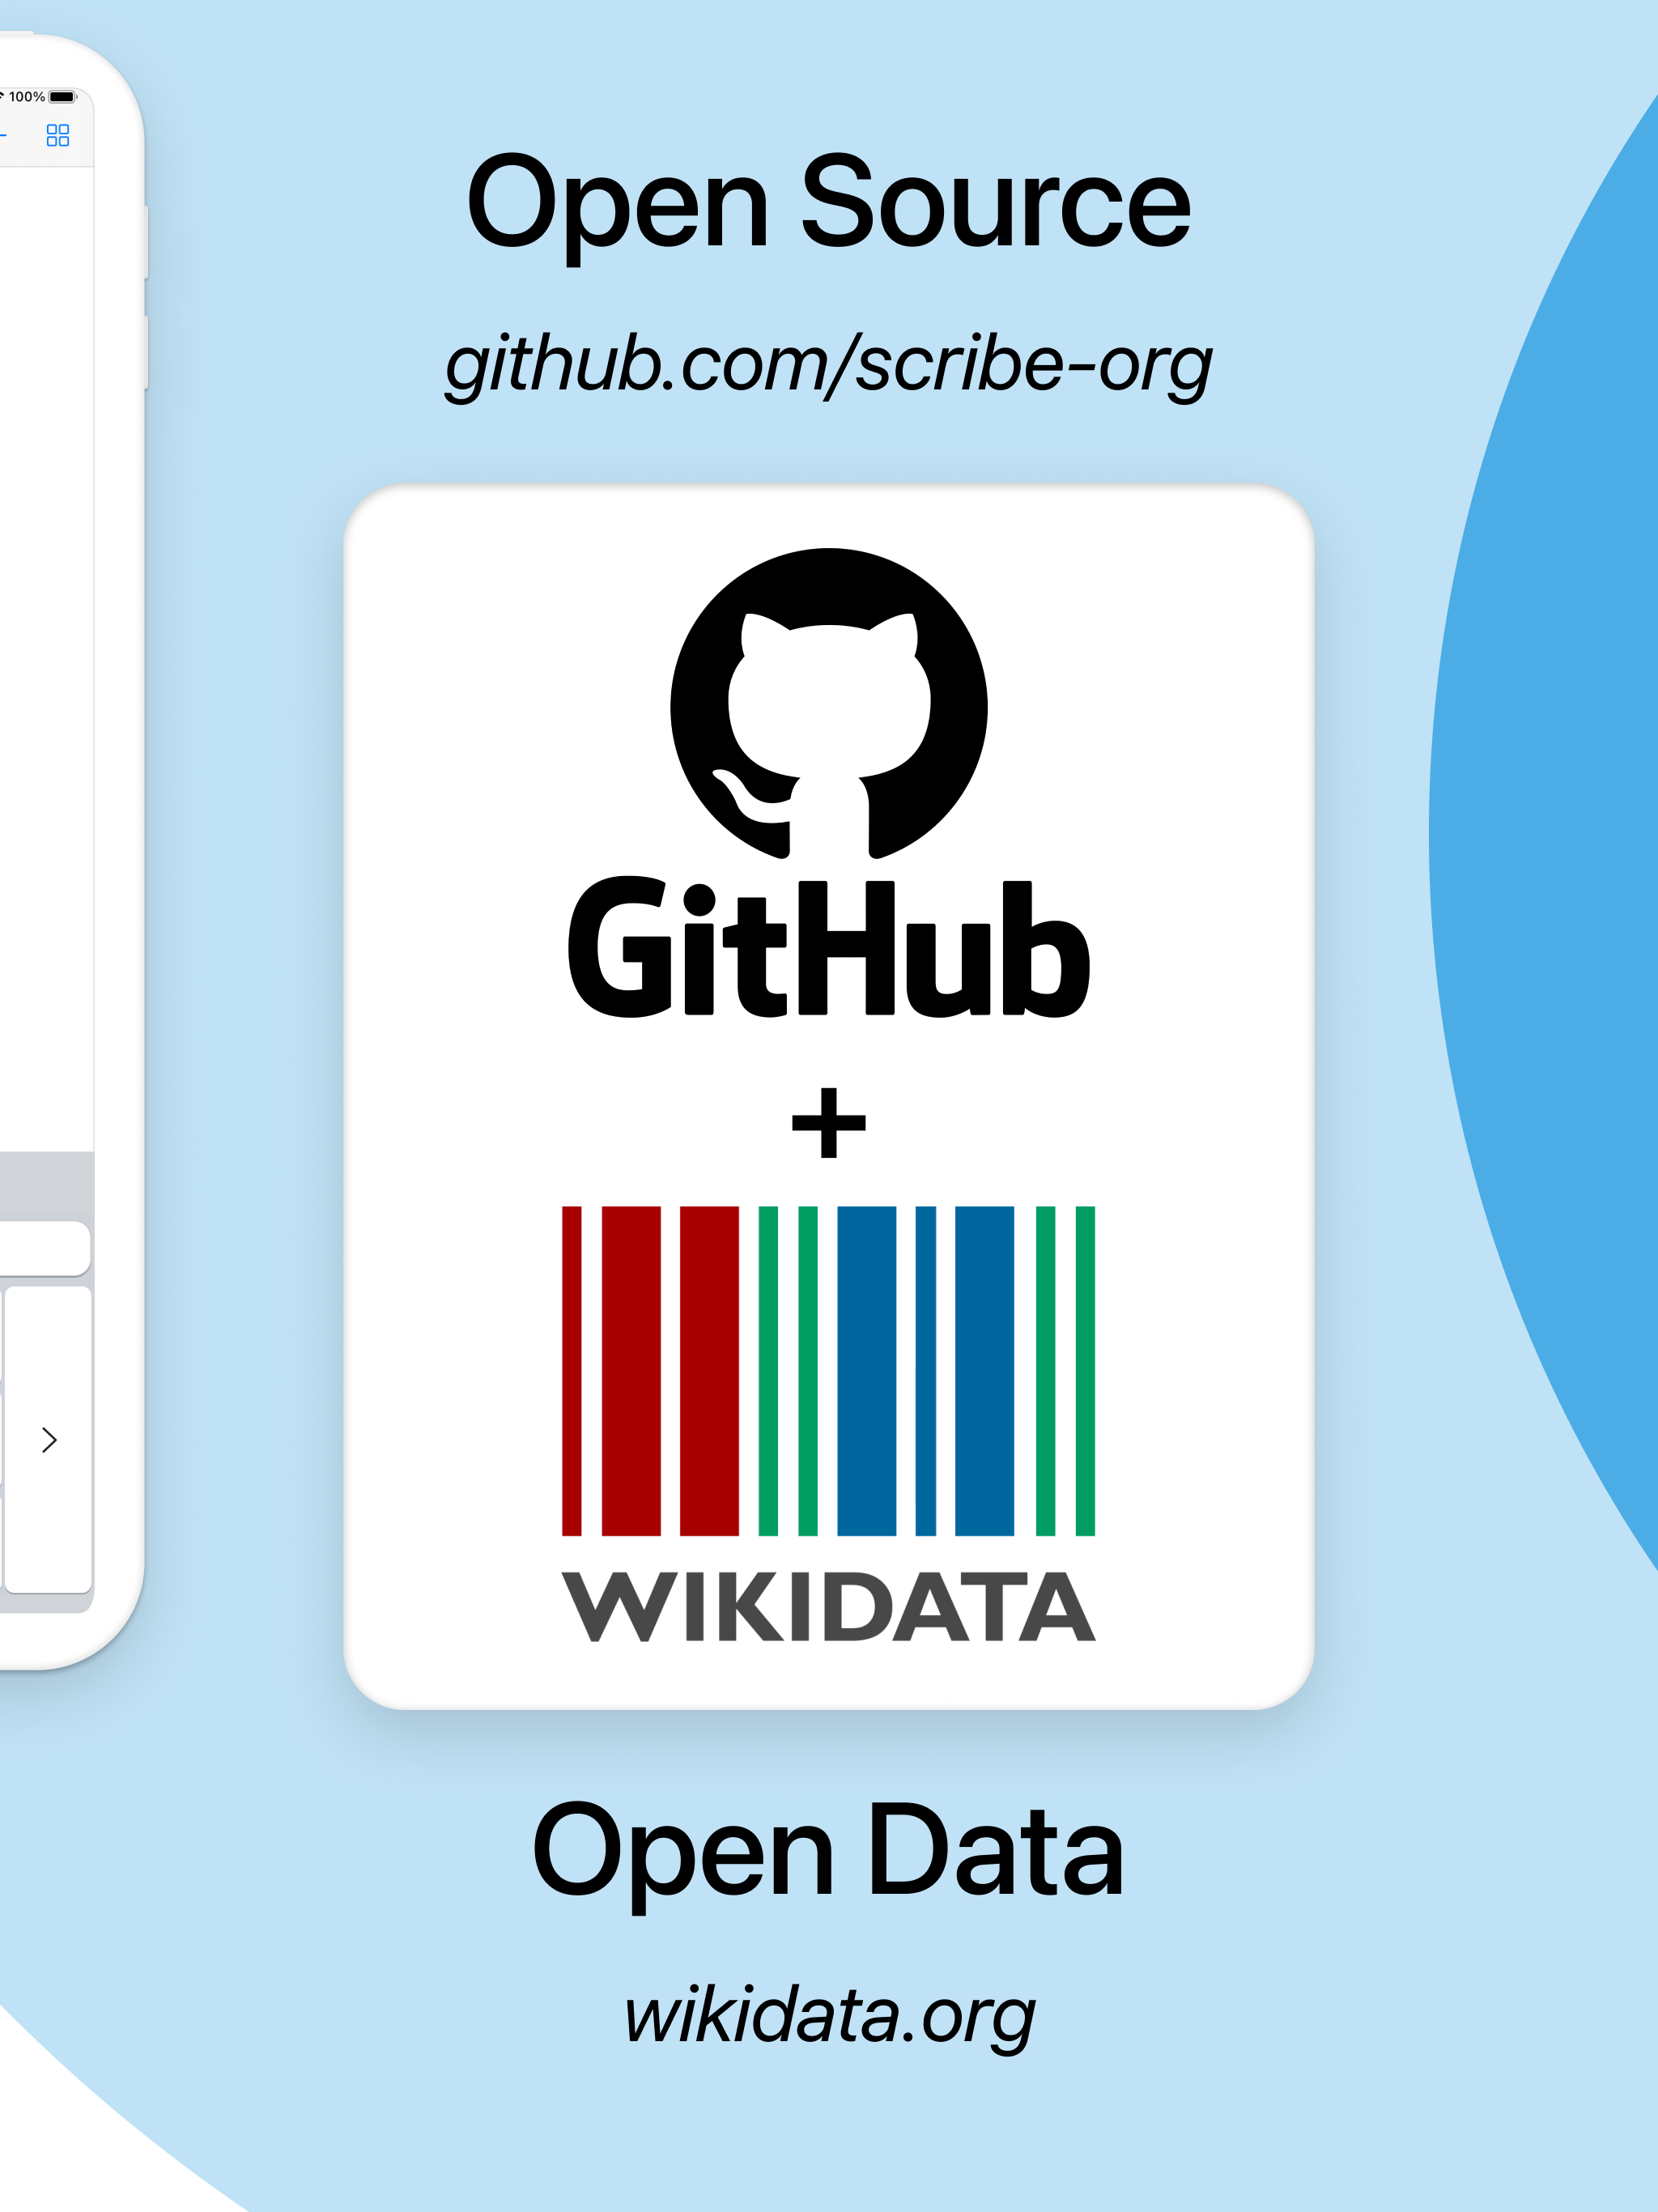 100%
Open Source
github.com/scribe-org
GitHub
+
WIKIDATA
Open Data
wikidata.org